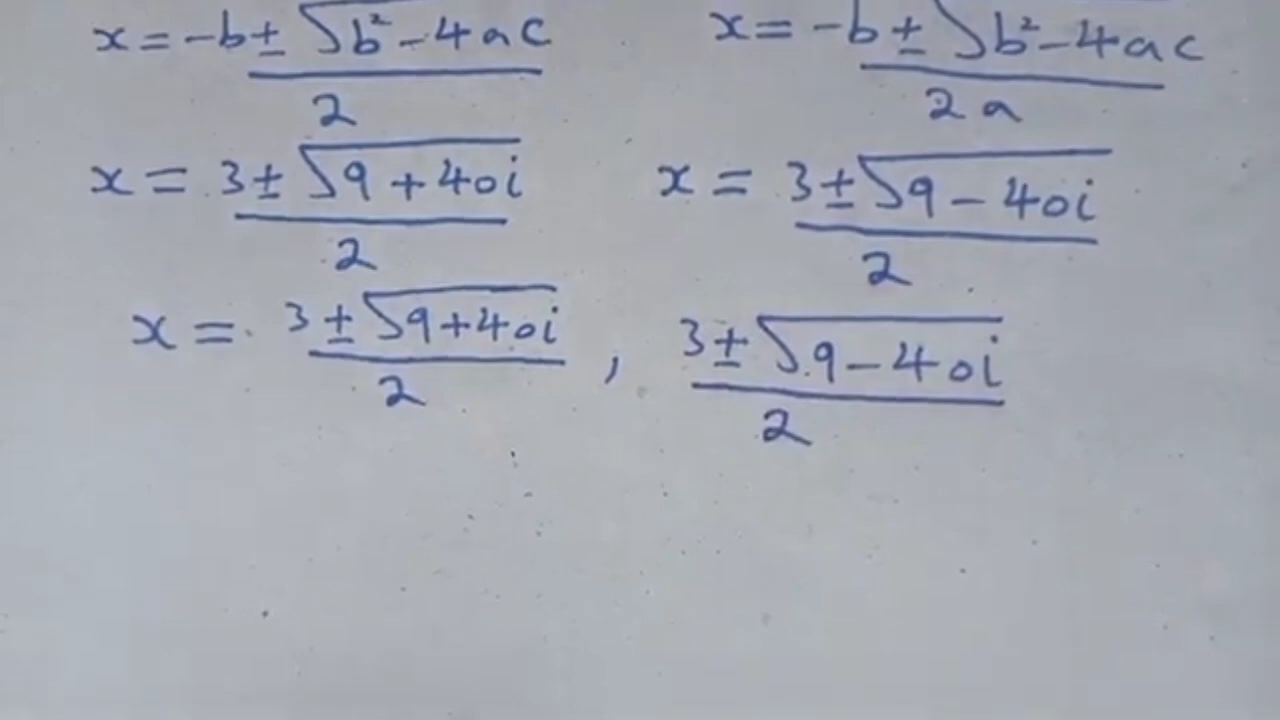 x = -b ± √b² - 4ac / 2    x = -b ± √b² - 4ac / 2a
x = 3 ± √9 + 40i / 2    x = 3 ± √9 - 40i / 2
x = 3 ± √9 + 40i / 2 , 3 ± √9 - 40i / 2